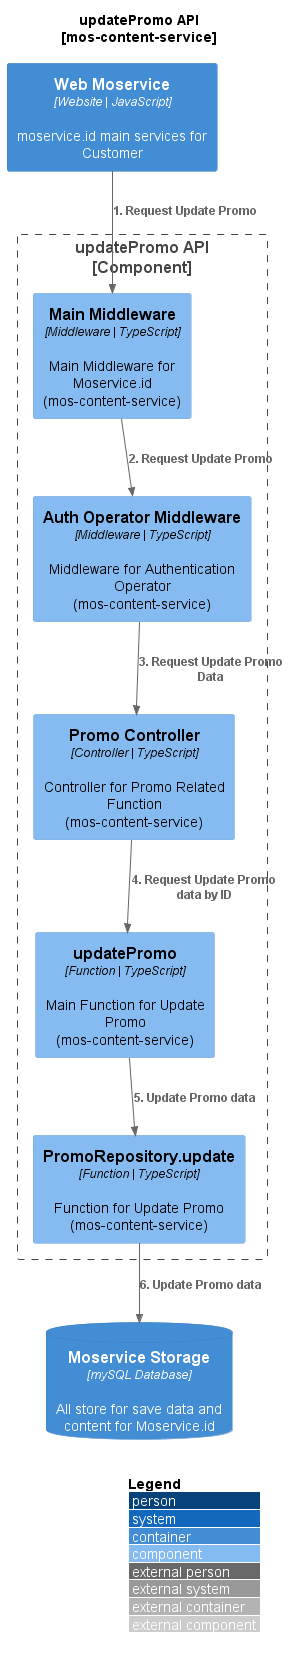 updatePromo API
[mos-content-service]
Web Moservice
[Website | JavaScript]
moservice.id main services for
Customer
1. Request Update Promo
updatePromo API
[Component]
Main Middleware
[Middleware | TypeScript]
Main Middleware for
Moservice.id
(mos-content-service)
2. Request Update Promo
Auth Operator Middleware
[Middleware | TypeScript]
Middleware for Authentication
Operator
(mos-content-service)
3. Request Update Promo
Data
Promo Controller
[Controller | TypeScript]
Controller for Promo Related
Function
(mos-content-service)
4. Request Update Promo
data by ID
updatePromo
[Function | TypeScript]
Main Function for Update
Promo
(mos-content-service)
5. Update Promo data
PromoRepository.update
[Function | TypeScript]
Function for Update Promo
(mos-content-service)
6. Update Promo data
Moservice Storage
[mySQL Database]
All store for save data and
content for Moservice.id
Legend
person
system
container
component
external person
external system
external container
external component